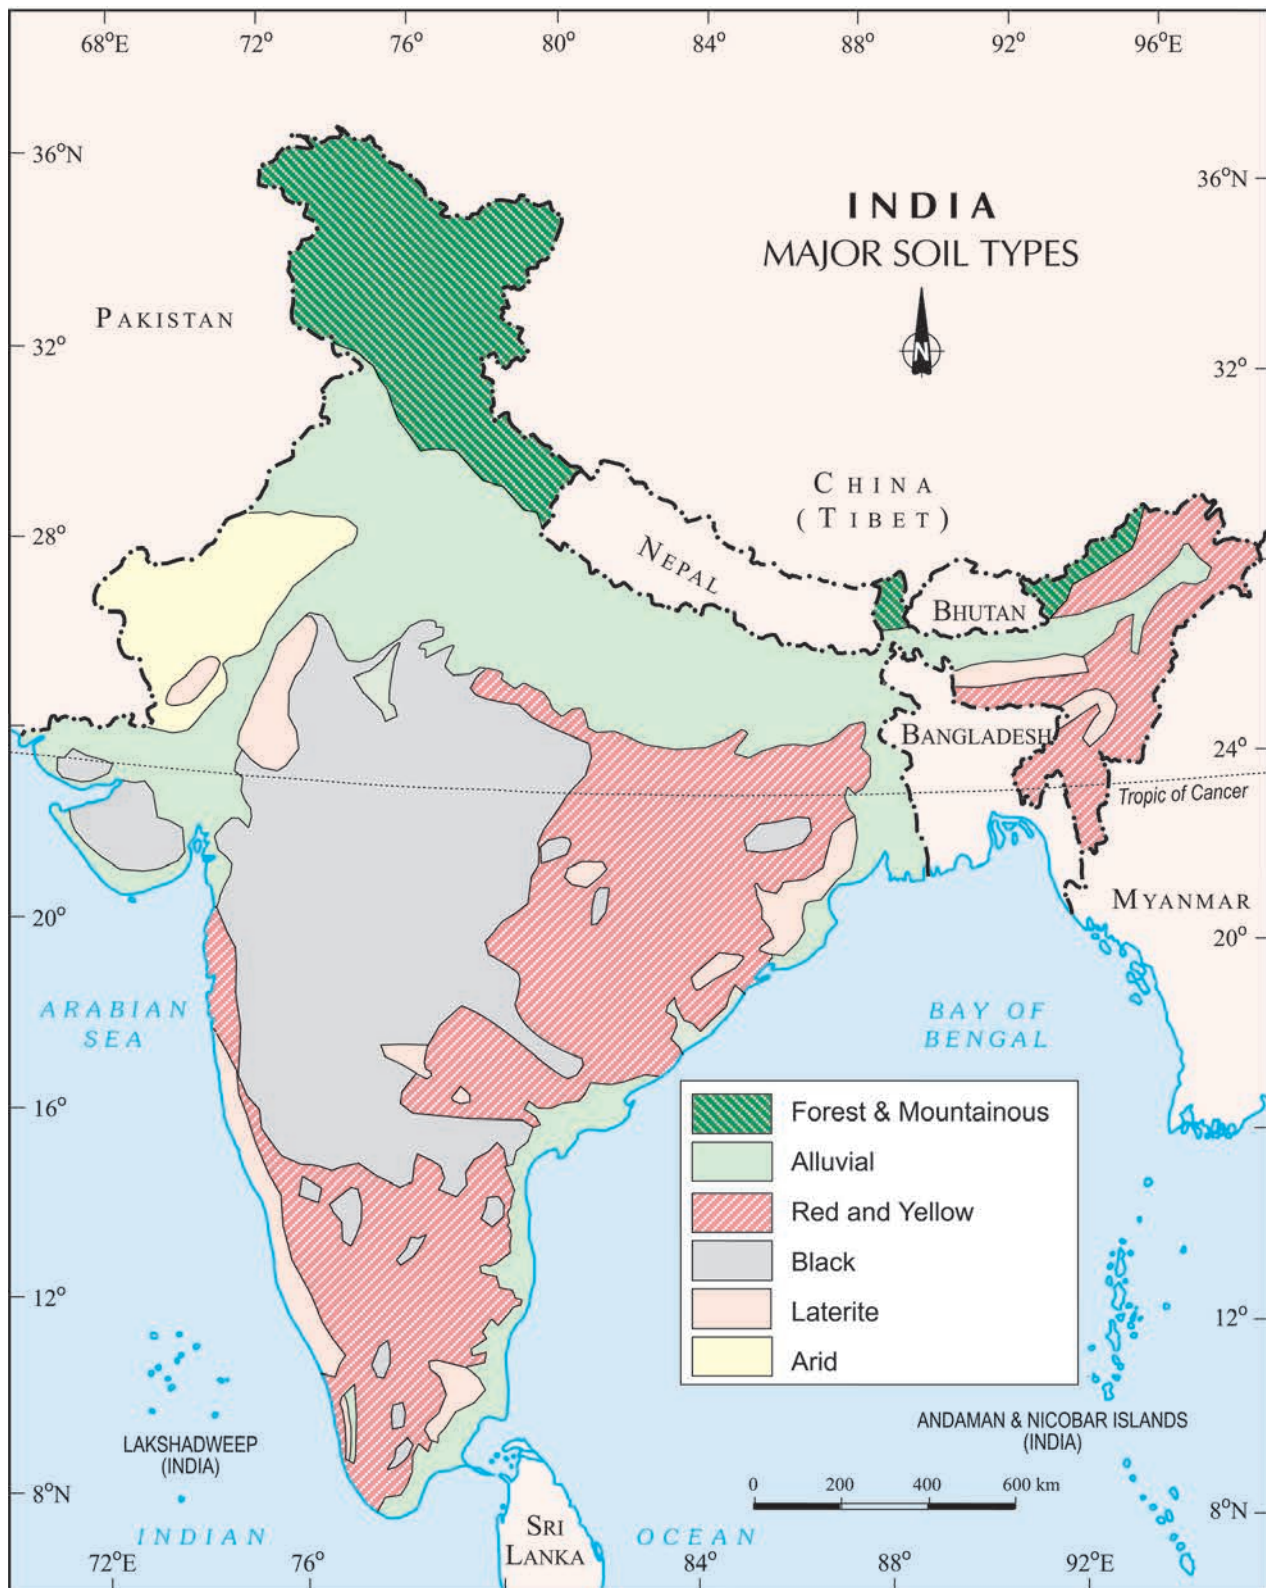 68°E 72° 76° 80° 84° 88° 92° 96°E
36°N
36°N
INDIA
MAJOR SOIL TYPES
N
PAKISTAN
32°
32°
CHINA
(TIBET)
NEPAL
28°
28°
BHUTAN
BANGLADESH
24°
Tropic of Cancer
MYANMAR
20°
20°
ARABIAN
SEA
BAY OF
BENGAL
16°
Forest & Mountainous
Alluvial
Red and Yellow
Black
Laterite
Arid
12°
12°
LAKSHADWEEP
(INDIA)
ANDAMAN & NICOBAR ISLANDS
(INDIA)
0 200 400 600 km
8°N
8°N
INDIAN OCEAN
SRI
LANKA
72°E 76° 84° 88° 92°E